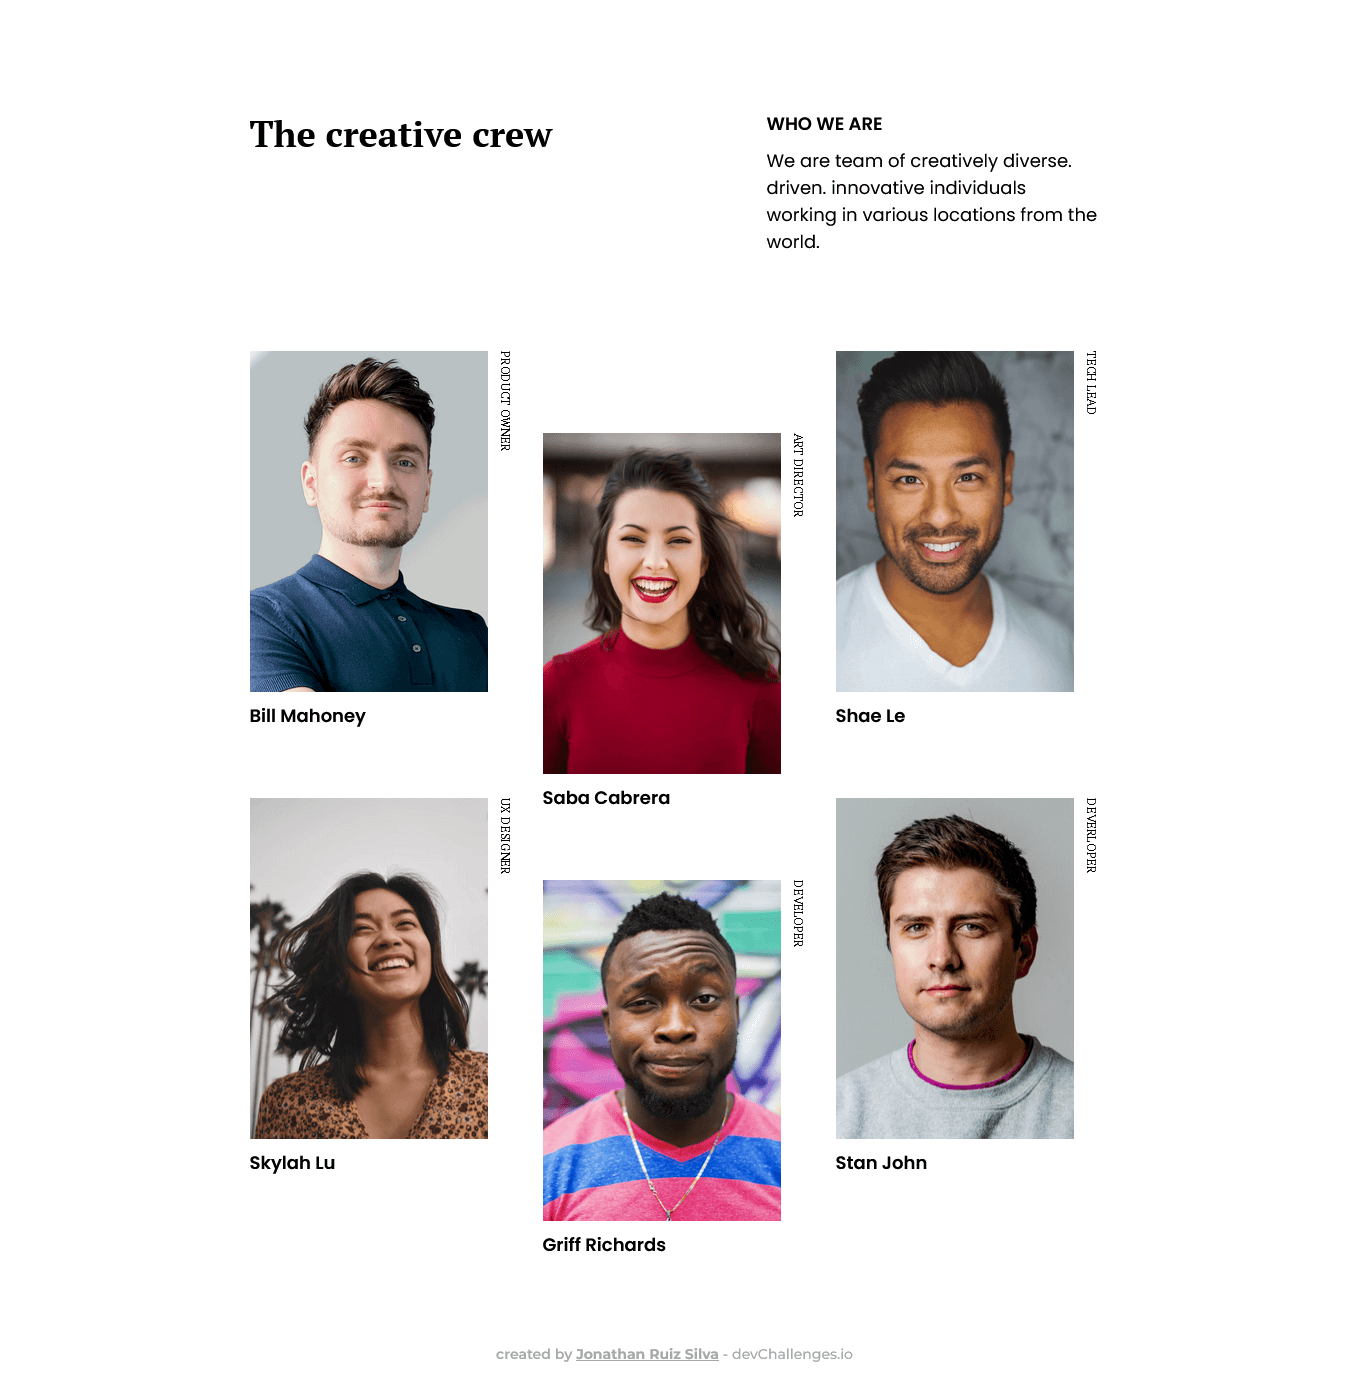 The creative crew
WHO WE ARE
We are team of creatively diverse.
driven. innovative individuals
working in various locations from the
world.
PRODUCT OWNER
Bill Mahoney
ART DIRECTOR
Saba Cabrera
TECH LEAD
Shae Le
UX DESIGNER
Skylah Lu
DEVELOPER
Griff Richards
DEVERLOPER
Stan John
created by Jonathan Ruiz Silva - devChallenges.io